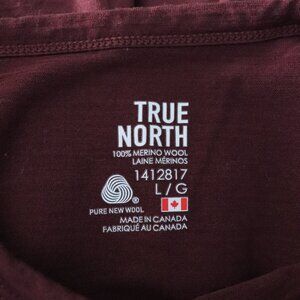 TRUE
NORTH
100% MERINO WOOL
LAINE MÉRINOS
1412817
L / G
PURE NEW WOOL
MADE IN CANADA
FABRIQUÉ AU CANADA